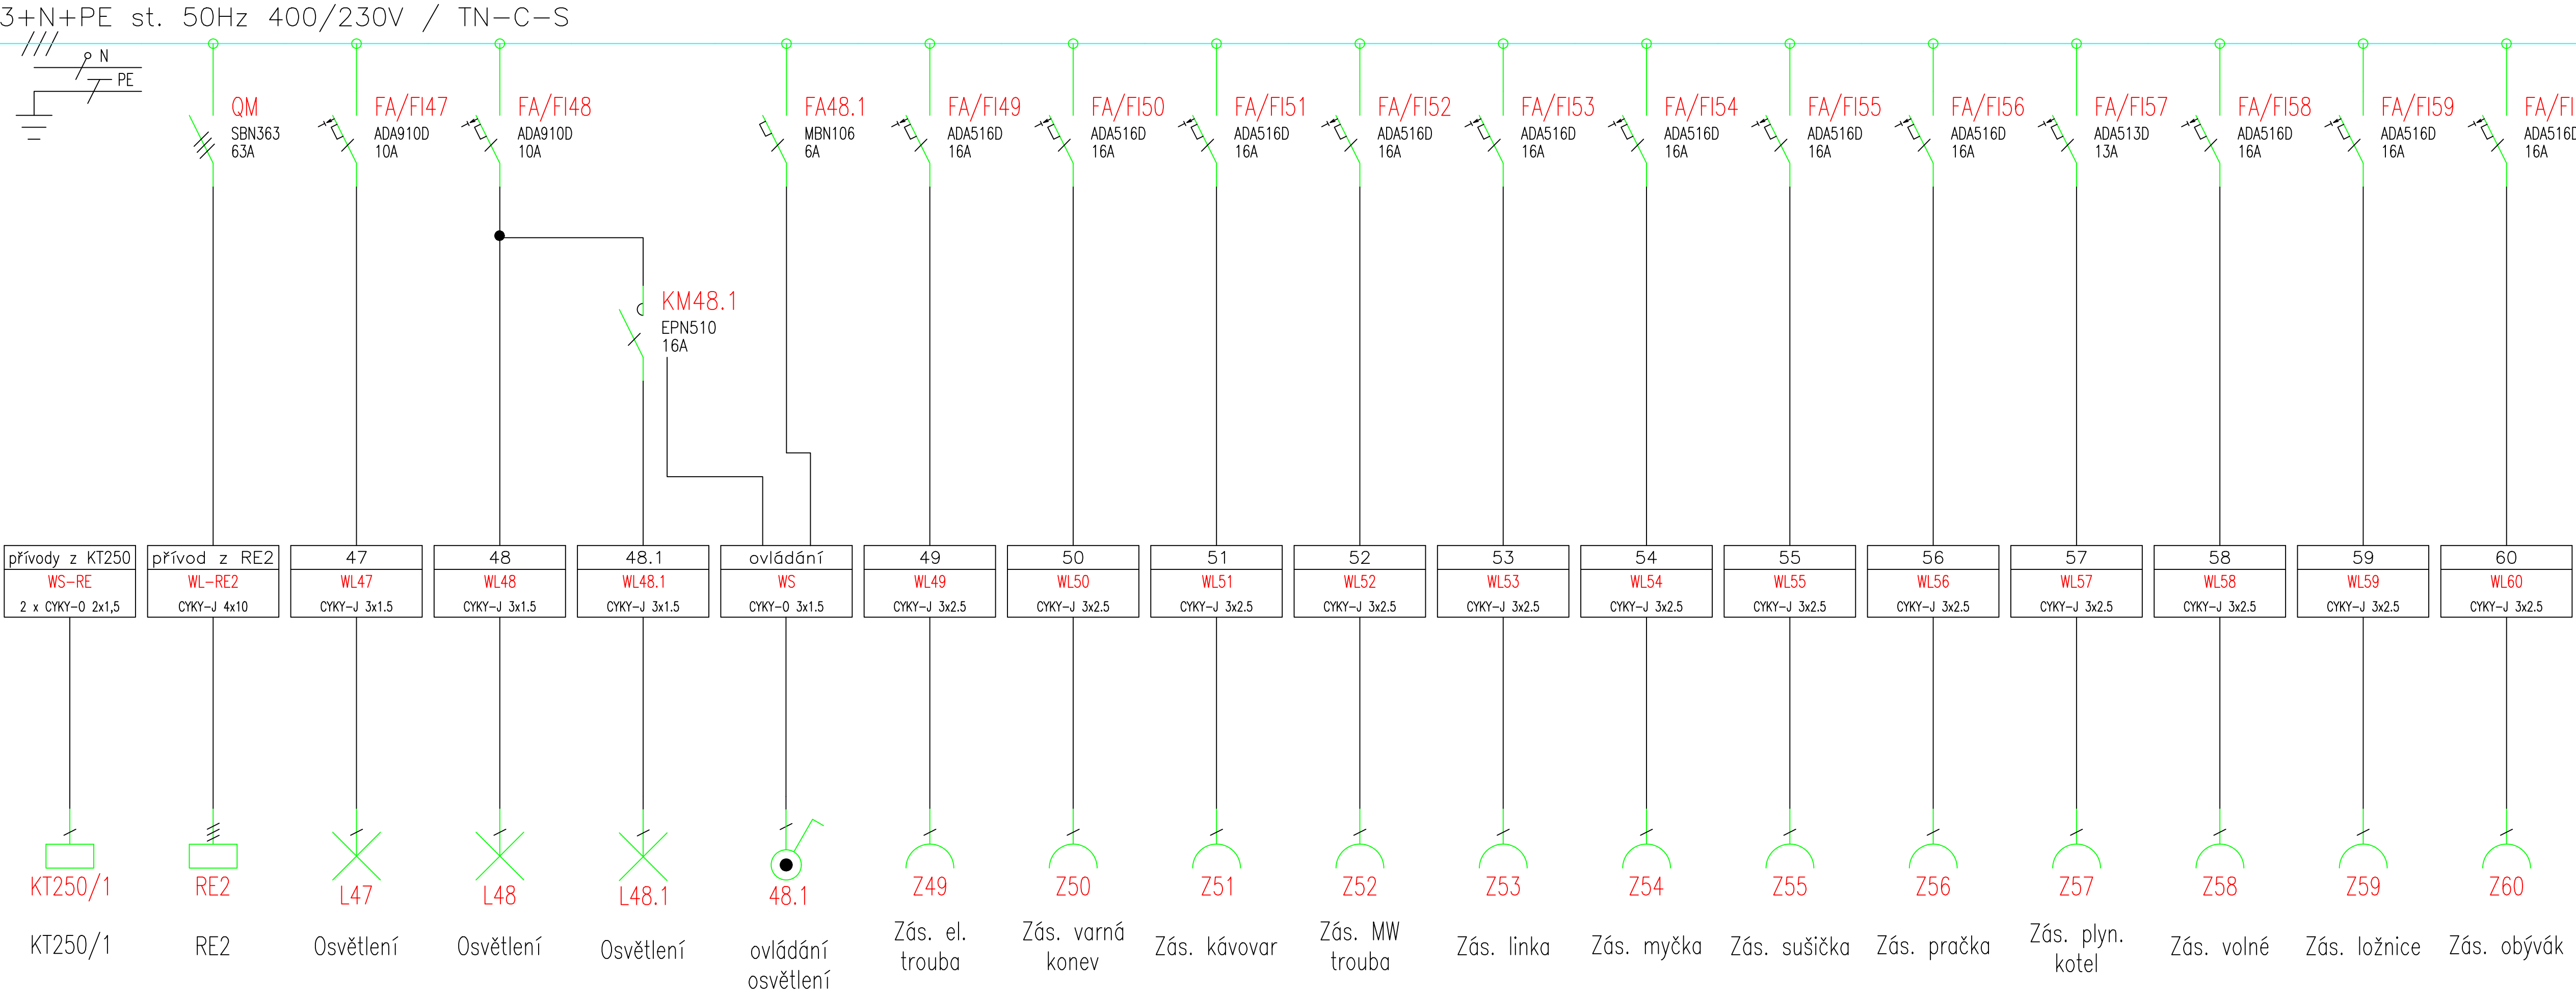 3+N+PE st. 50Hz 400/230V / TN-C-S
N
PE
QM
SBN363
63A
FA/FI47
ADA910D
10A
FA/FI48
ADA910D
10A
KM48.1
EPN510
16A
FA48.1
MBN106
6A
FA/FI49
ADA516D
16A
FA/FI50
ADA516D
16A
FA/FI51
ADA516D
16A
FA/FI52
ADA516D
16A
FA/FI53
ADA516D
16A
FA/FI54
ADA516D
16A
FA/FI55
ADA516D
16A
FA/FI56
ADA516D
16A
FA/FI57
ADA513D
13A
FA/FI58
ADA516D
16A
FA/FI59
ADA516D
16A
FA/FI
ADA516D
16A
přívody z KT250
WS-RE
2 x CYKY-O 2x1,5
přívod z RE2
WL-RE2
CYKY-J 4x10
47
WL47
CYKY-J 3x1.5
48
WL48
CYKY-J 3x1.5
48.1
WL48.1
CYKY-J 3x1.5
ovládání
WS
CYKY-O 3x1.5
49
WL49
CYKY-J 3x2.5
50
WL50
CYKY-J 3x2.5
51
WL51
CYKY-J 3x2.5
52
WL52
CYKY-J 3x2.5
53
WL53
CYKY-J 3x2.5
54
WL54
CYKY-J 3x2.5
55
WL55
CYKY-J 3x2.5
56
WL56
CYKY-J 3x2.5
57
WL57
CYKY-J 3x2.5
58
WL58
CYKY-J 3x2.5
59
WL59
CYKY-J 3x2.5
60
WL60
CYKY-J 3x2.5
KT250/1
KT250/1
RE2
RE2
L47
Osvětlení
L48
Osvětlení
L48.1
Osvětlení
48.1
ovládání
osvětlení
Z49
Zás. el.
trouba
Z50
Zás. varná
konev
Z51
Zás. kávovar
Z52
Zás. MW
trouba
Z53
Zás. linka
Z54
Zás. myčka
Z55
Zás. sušička
Z56
Zás. pračka
Z57
Zás. plyn.
kotel
Z58
Zás. volné
Z59
Zás. ložnice
Z60
Zás. obývák